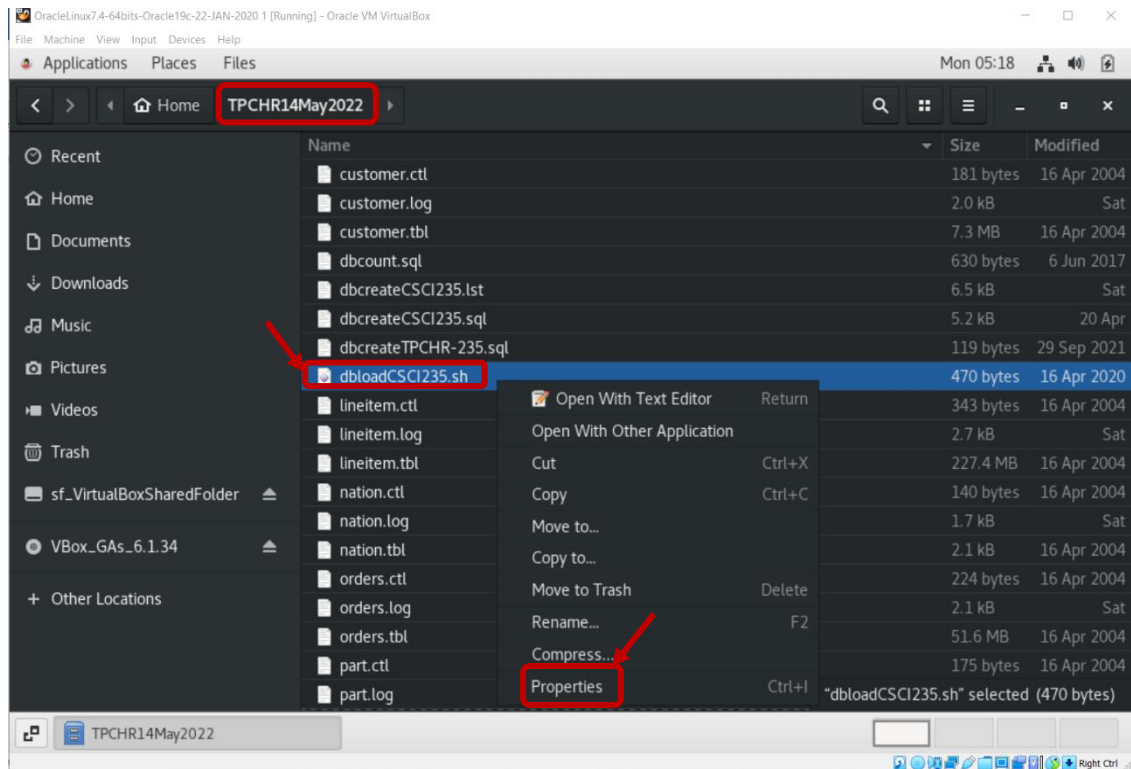 OracleLinux7.4-64bits-Oracle19c-22-JAN-2020 1 [Running] - Oracle VM VirtualBox
File Machine View Input Devices Help
Applications Places Files Mon 05:18
Home TPCHR14May2022
Name Size Modified
Recent
Home
Documents
Downloads
Music
Pictures
Videos
Trash
sf_VirtualBoxSharedFolder
VBox_GAs_6.1.34
+ Other Locations
customer.ctl 181 bytes 16 Apr 2004
customer.log 2.0 kB Sat
customer.tbl 7.3 MB 16 Apr 2004
dbcount.sql 630 bytes 6 Jun 2017
dbcreateCSCI235.lst 6.5 kB Sat
dbcreateCSCI235.sql 5.2 kB 20 Apr
dbcreateTPCHR-235.sql 119 bytes 29 Sep 2021
dbloadCSCI235.sh 470 bytes 16 Apr 2020
lineitem.ctl 343 bytes 16 Apr 2004
lineitem.log 2.7 kB Sat
lineitem.tbl 227.4 MB 16 Apr 2004
nation.ctl 140 bytes 16 Apr 2004
nation.log 1.7 kB Sat
nation.tbl 2.1 kB 16 Apr 2004
orders.ctl 224 bytes 16 Apr 2004
orders.log 2.1 kB Sat
orders.tbl 51.6 MB 16 Apr 2004
part.ctl 175 bytes 16 Apr 2004
part.log
Open With Text Editor Return
Open With Other Application
Cut Ctrl+X
Copy Ctrl+C
Move to...
Copy to...
Move to Trash Delete
Rename... F2
Compress...
Properties Ctrl+I
"dbloadCSCI235.sh" selected (470 bytes)
TPCHR14May2022
Right Ctrl